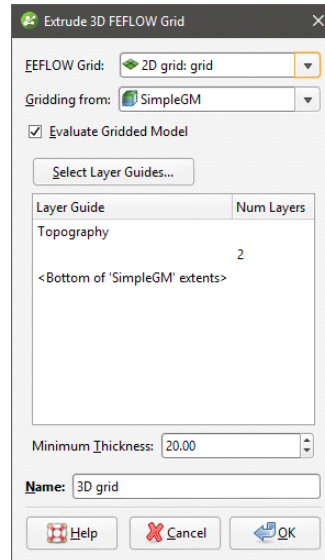 Extrude 3D FEFLOW Grid
FEFLOW Grid: 2D grid: grid
Gridding from: SimpleGM
Evaluate Gridded Model
Select Layer Guides...
Layer Guide Num Layers
Topography
2
<Bottom of 'SimpleGM' extents>
Minimum Thickness: 20.00
Name: 3D grid
Help Cancel OK